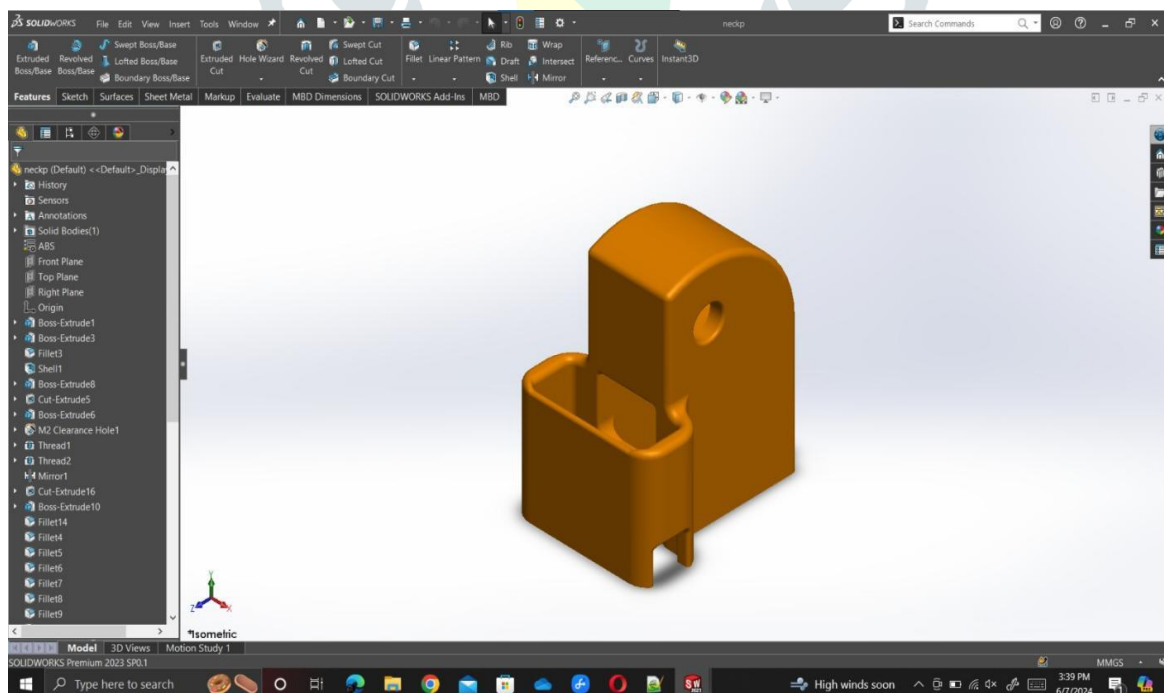 SOLIDWORKS File Edit View Insert Tools Window neckp Search Commands
Extruded Boss/Base Revolved Boss/Base Swept Boss/Base Extruded Cut Hole Wizard Revolved Cut Swept Cut Fillet Linear Pattern Rib Wrap Referenc... Curves Instant3D
Lofted Boss/Base Lofted Cut Draft Intersect
Boundary Boss/Base Boundary Cut Shell Mirror
Features Sketch Surfaces Sheet Metal Markup Evaluate MBD Dimensions SOLIDWORKS Add-Ins MBD
neckp (Default) <<Default>_Displa
History
Sensors
Annotations
Solid Bodies(1)
ABS
Front Plane
Top Plane
Right Plane
Origin
Boss-Extrude1
Boss-Extrude3
Fillet3
Shell1
Boss-Extrude8
Cut-Extrude5
Boss-Extrude6
M2 Clearance Hole1
Thread1
Thread2
Mirror1
Cut-Extrude16
Boss-Extrude10
Fillet14
Fillet4
Fillet5
Fillet6
Fillet7
Fillet8
Fillet9
Y
Z X
*Isometric
Model 3D Views Motion Study 1
SOLIDWORKS Premium 2023 SP0.1 MMGS
Type here to search High winds soon 3:39 PM
6/7/2024